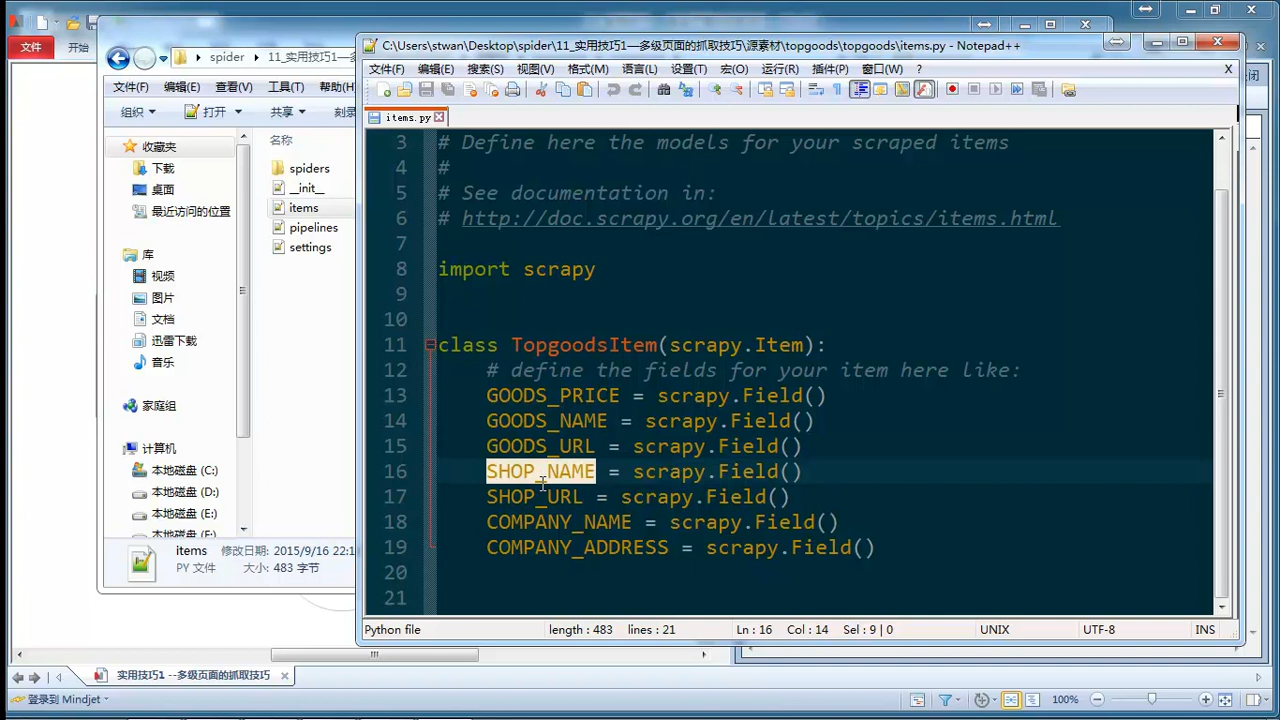 C:\Users\stwan\Desktop\spider\11_实用技巧1—多级页面的抓取技巧\源素材\topgoods\topgoods\items.py - Notepad++
文件(F) 编辑(E) 搜索(S) 视图(V) 格式(M) 语言(L) 设置(T) 宏(O) 运行(R) 插件(P) 窗口(W) ? X
items.py
3 # Define here the models for your scraped items
4 #
5 # See documentation in:
6 # http://doc.scrapy.org/en/latest/topics/items.html
7
8 import scrapy
9
10
11 class TopgoodsItem(scrapy.Item):
12 # define the fields for your item here like:
13 GOODS_PRICE = scrapy.Field()
14 GOODS_NAME = scrapy.Field()
15 GOODS_URL = scrapy.Field()
16 SHOP_NAME = scrapy.Field()
17 SHOP_URL = scrapy.Field()
18 COMPANY_NAME = scrapy.Field()
19 COMPANY_ADDRESS = scrapy.Field()
20
21
Python file length : 483 lines : 21 Ln : 16 Col : 14 Sel : 9 | 0 UNIX UTF-8 INS
文件 开始
spider 11_实用技巧1—多
文件(F) 编辑(E) 查看(V) 工具(T) 帮助(H)
组织 打开 共享 刻录
收藏夹
下载
桌面
最近访问的位置
库
视频
图片
文档
迅雷下载
音乐
家庭组
计算机
本地磁盘 (C:)
本地磁盘 (D:)
本地磁盘 (E:)
名称
spiders
__init__
items
pipelines
settings
items 修改日期: 2015/9/16 22:1
PY 文件 大小: 483 字节
实用技巧1 --多级页面的抓取技巧
登录到 Mindjet
100%